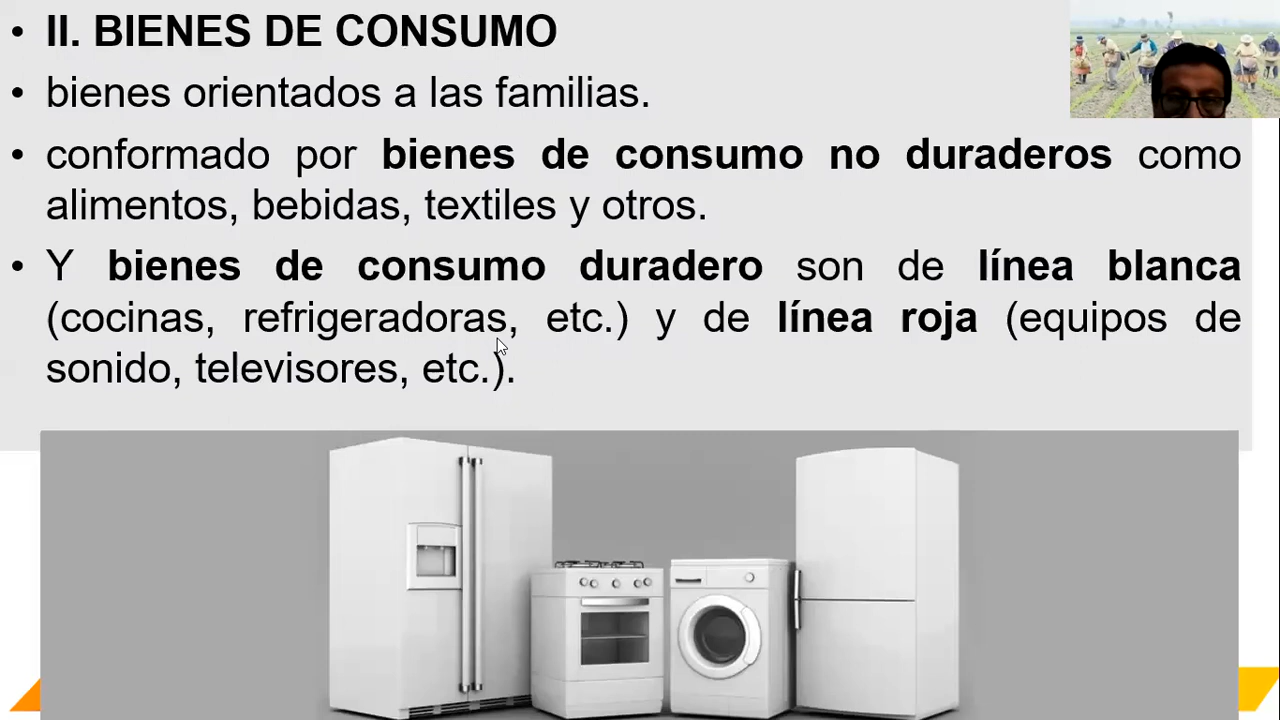 • II. BIENES DE CONSUMO
• bienes orientados a las familias.
• conformado por bienes de consumo no duraderos como
alimentos, bebidas, textiles y otros.
• Y bienes de consumo duradero son de línea blanca
(cocinas, refrigeradoras, etc.) y de línea roja (equipos de
sonido, televisores, etc.).